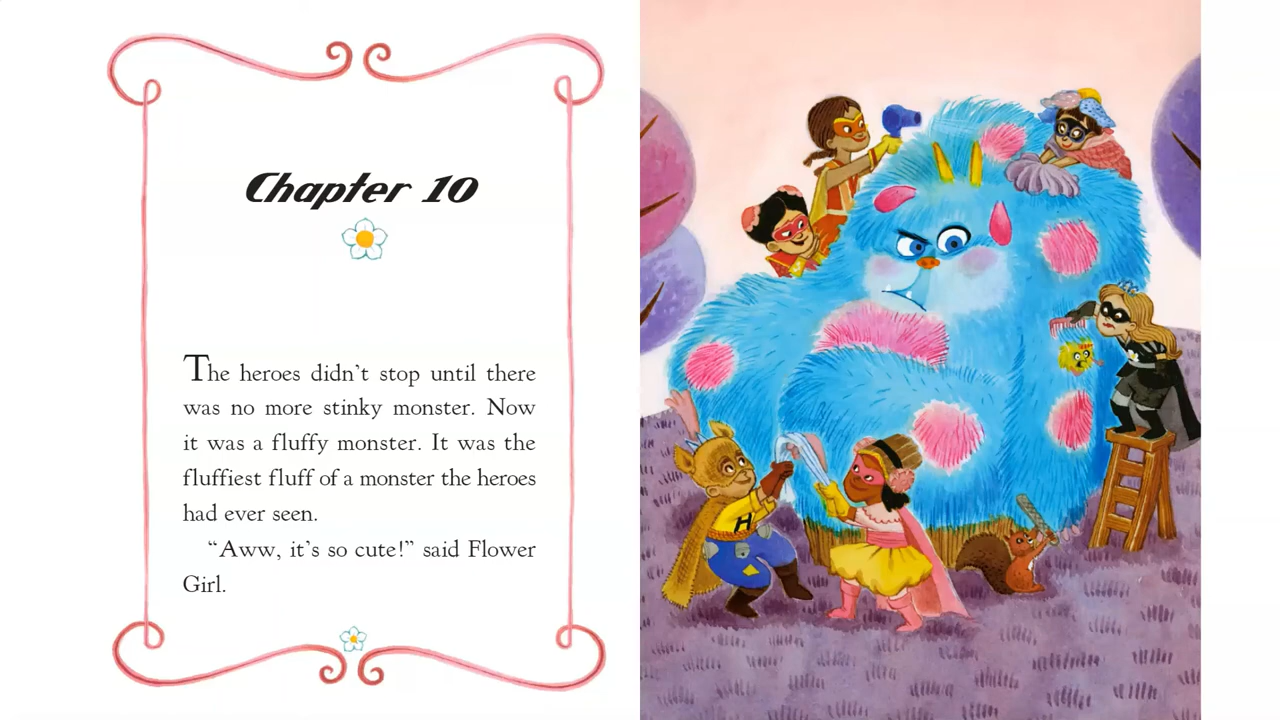 Chapter 10
The heroes didn't stop until there
was no more stinky monster. Now
it was a fluffy monster. It was the
fluffiest fluff of a monster the heroes
had ever seen.
“Aww, it's so cute!” said Flower
Girl.
H